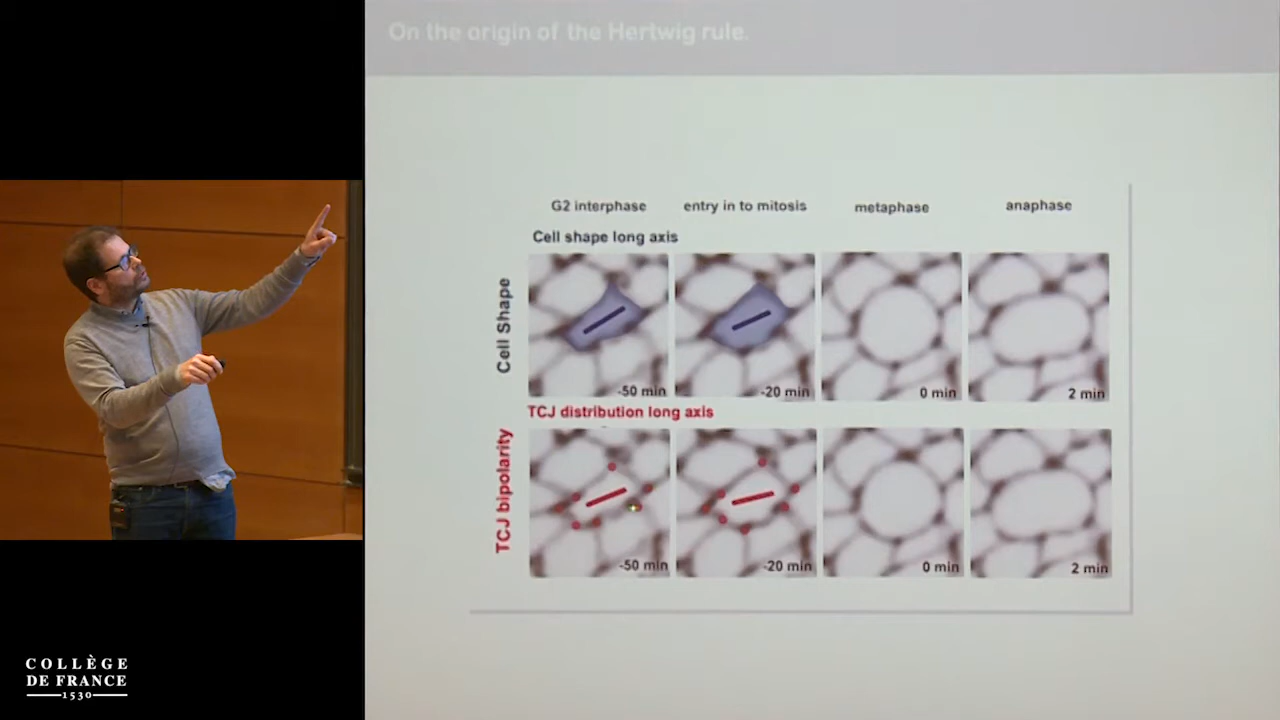 On the origin of the Hertwig rule.
G2 interphase
entry in to mitosis
metaphase
anaphase
Cell shape long axis
Cell Shape
-50 min
-20 min
0 min
2 min
TCJ distribution long axis
TCJ bipolarity
-50 min
-20 min
0 min
2 min
COLLÈGE
DE FRANCE
1530